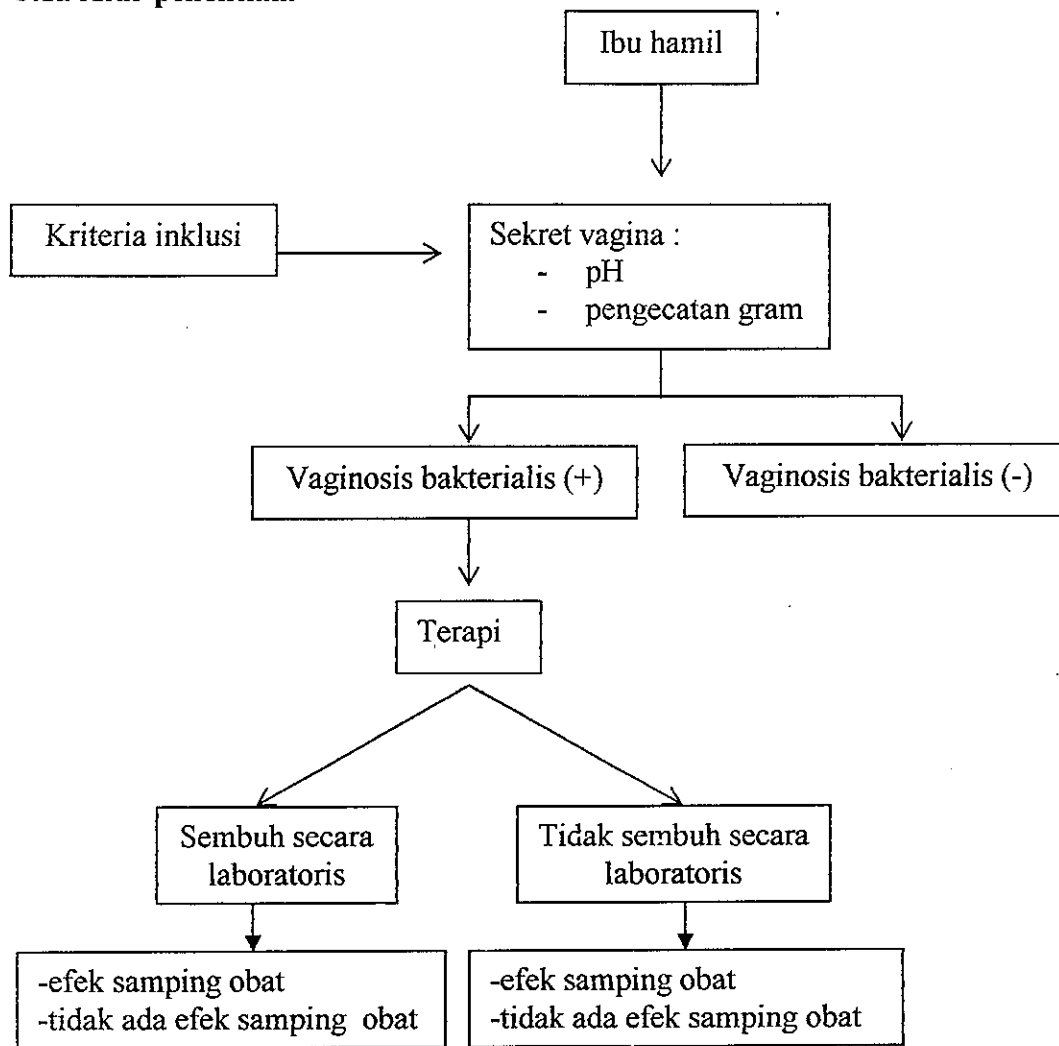 Ibu hamil
Kriteria inklusi
Sekret vagina :
- pH
- pengecatan gram
Vaginosis bakterialis (+)
Vaginosis bakterialis (-)
Terapi
Sembuh secara
laboratoris
Tidak sembuh secara
laboratoris
-efek samping obat
-tidak ada efek samping obat
-efek samping obat
-tidak ada efek samping obat